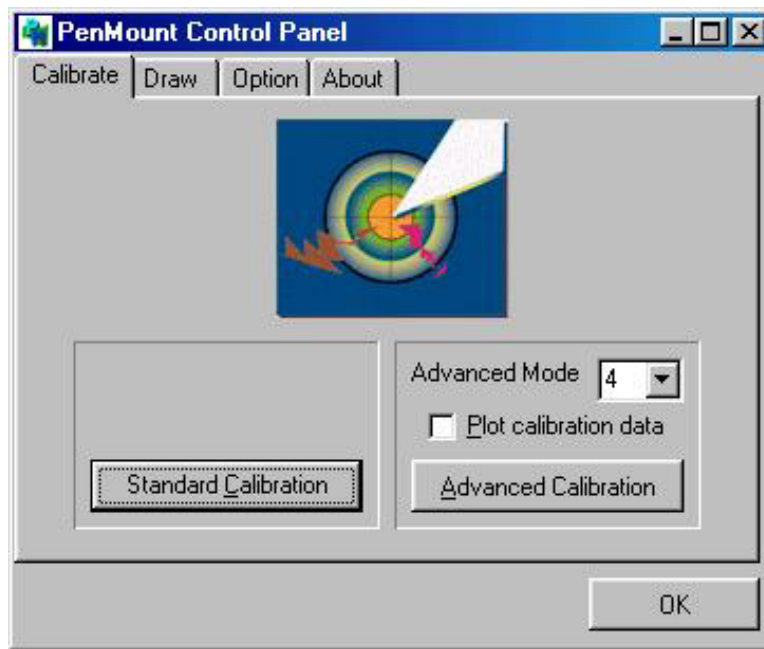 PenMount Control Panel
Calibrate Draw Option About
Advanced Mode 4
Plot calibration data
Standard Calibration Advanced Calibration
OK